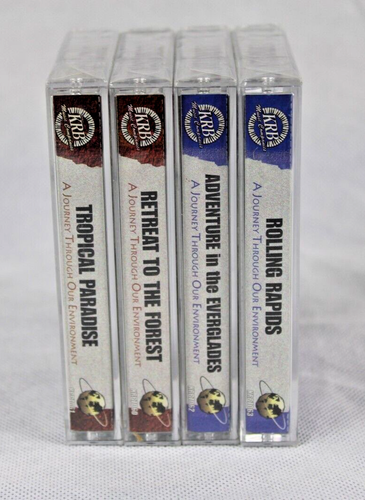 KRB
TROPICAL PARADISE
A JOURNEY THROUGH OUR ENVIRONMENT
KRB
RETREAT TO THE FOREST
A JOURNEY THROUGH OUR ENVIRONMENT
KRB
ADVENTURE in the EVERGLADES
A JOURNEY THROUGH OUR ENVIRONMENT
KRB
ROLLING RAPIDS
A JOURNEY THROUGH OUR ENVIRONMENT